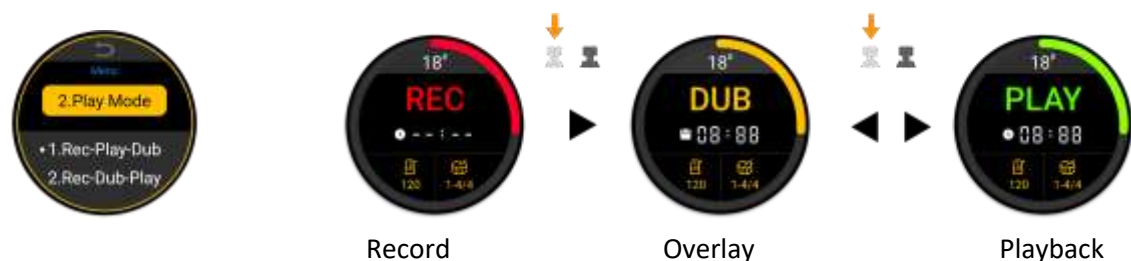 Menu
2.Play Mode
•1.Rec-Play-Dub
2.Rec-Dub-Play
18"
REC
--:--
120
1-4/4
18"
DUB
08:88
120
1-4/4
18"
PLAY
08:88
120
1-4/4
Record
Overlay
Playback